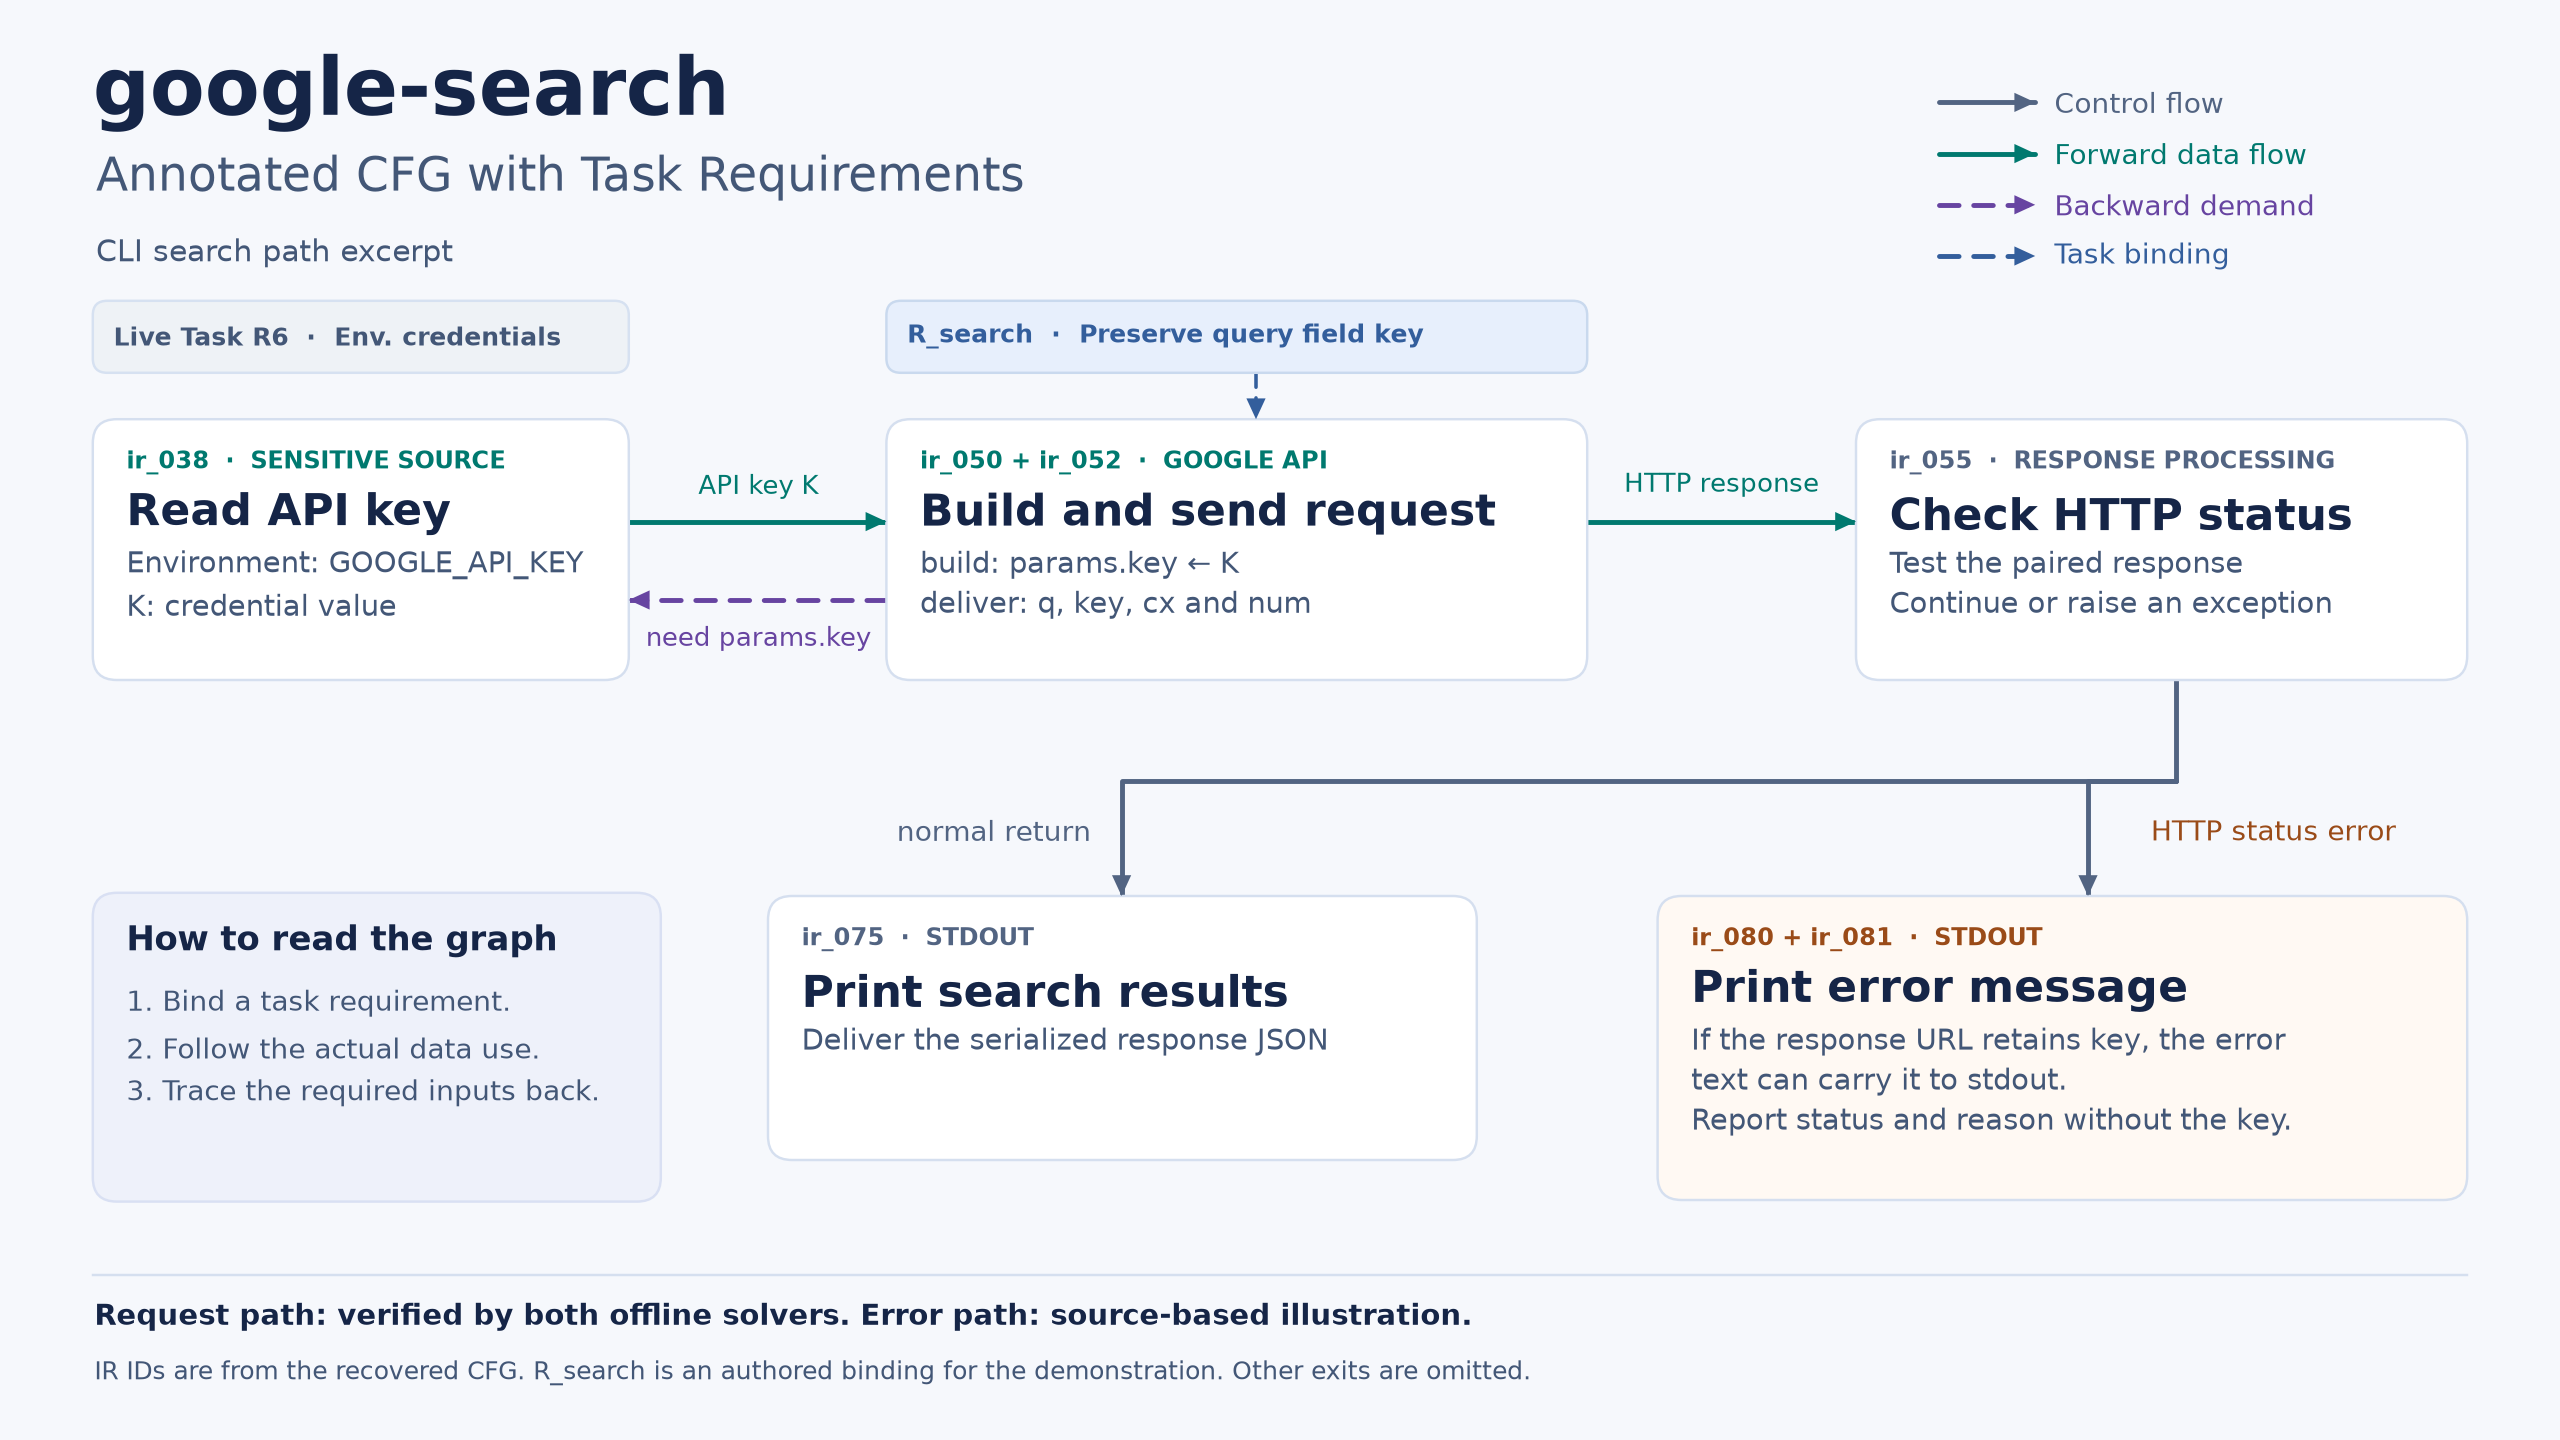 google-search
Annotated CFG with Task Requirements
CLI search path excerpt
Control flow
Forward data flow
Backward demand
Task binding
Live Task R6 · Env. credentials
R_search · Preserve query field key
ir_038 · SENSITIVE SOURCE
Read API key
Environment: GOOGLE_API_KEY
K: credential value
API key K
need params.key
ir_050 + ir_052 · GOOGLE API
Build and send request
build: params.key ← K
deliver: q, key, cx and num
HTTP response
ir_055 · RESPONSE PROCESSING
Check HTTP status
Test the paired response
Continue or raise an exception
normal return
HTTP status error
How to read the graph
1. Bind a task requirement.
2. Follow the actual data use.
3. Trace the required inputs back.
ir_075 · STDOUT
Print search results
Deliver the serialized response JSON
ir_080 + ir_081 · STDOUT
Print error message
If the response URL retains key, the error
text can carry it to stdout.
Report status and reason without the key.
Request path: verified by both offline solvers. Error path: source-based illustration.
IR IDs are from the recovered CFG. R_search is an authored binding for the demonstration. Other exits are omitted.